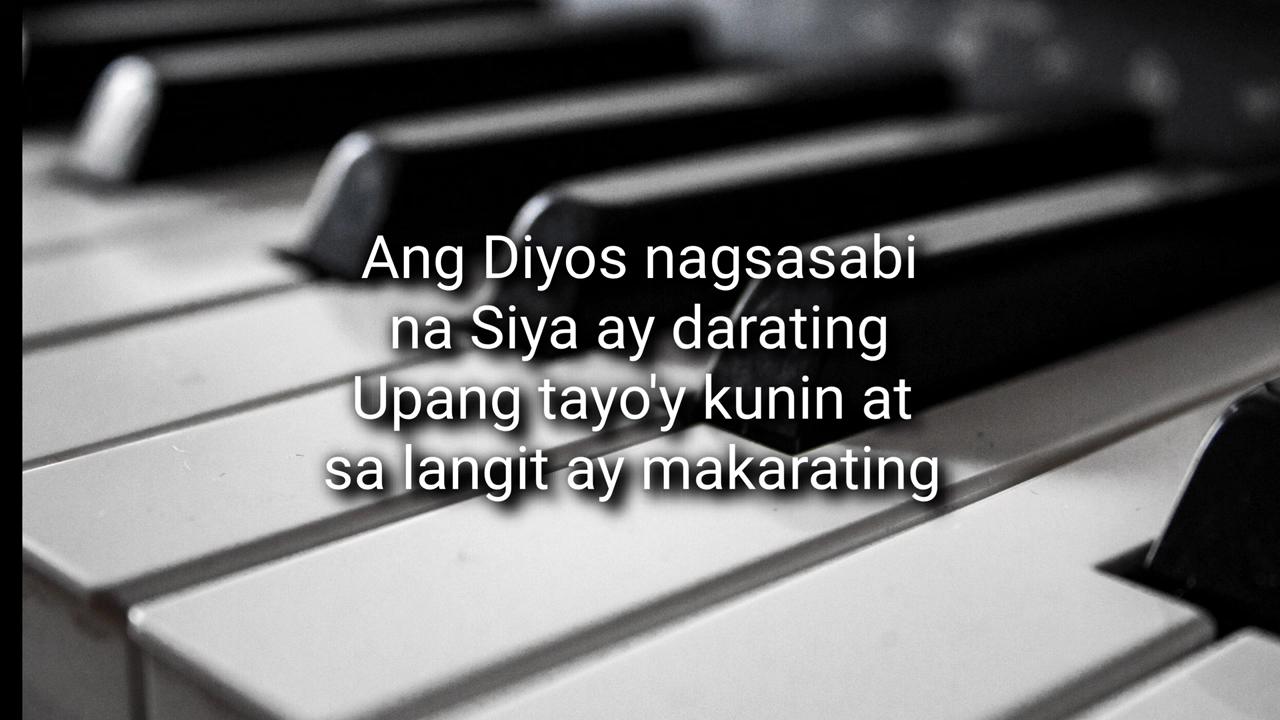 Ang Diyos nagsasabi
na Siya ay darating
Upang tayo'y kunin at
sa langit ay makarating